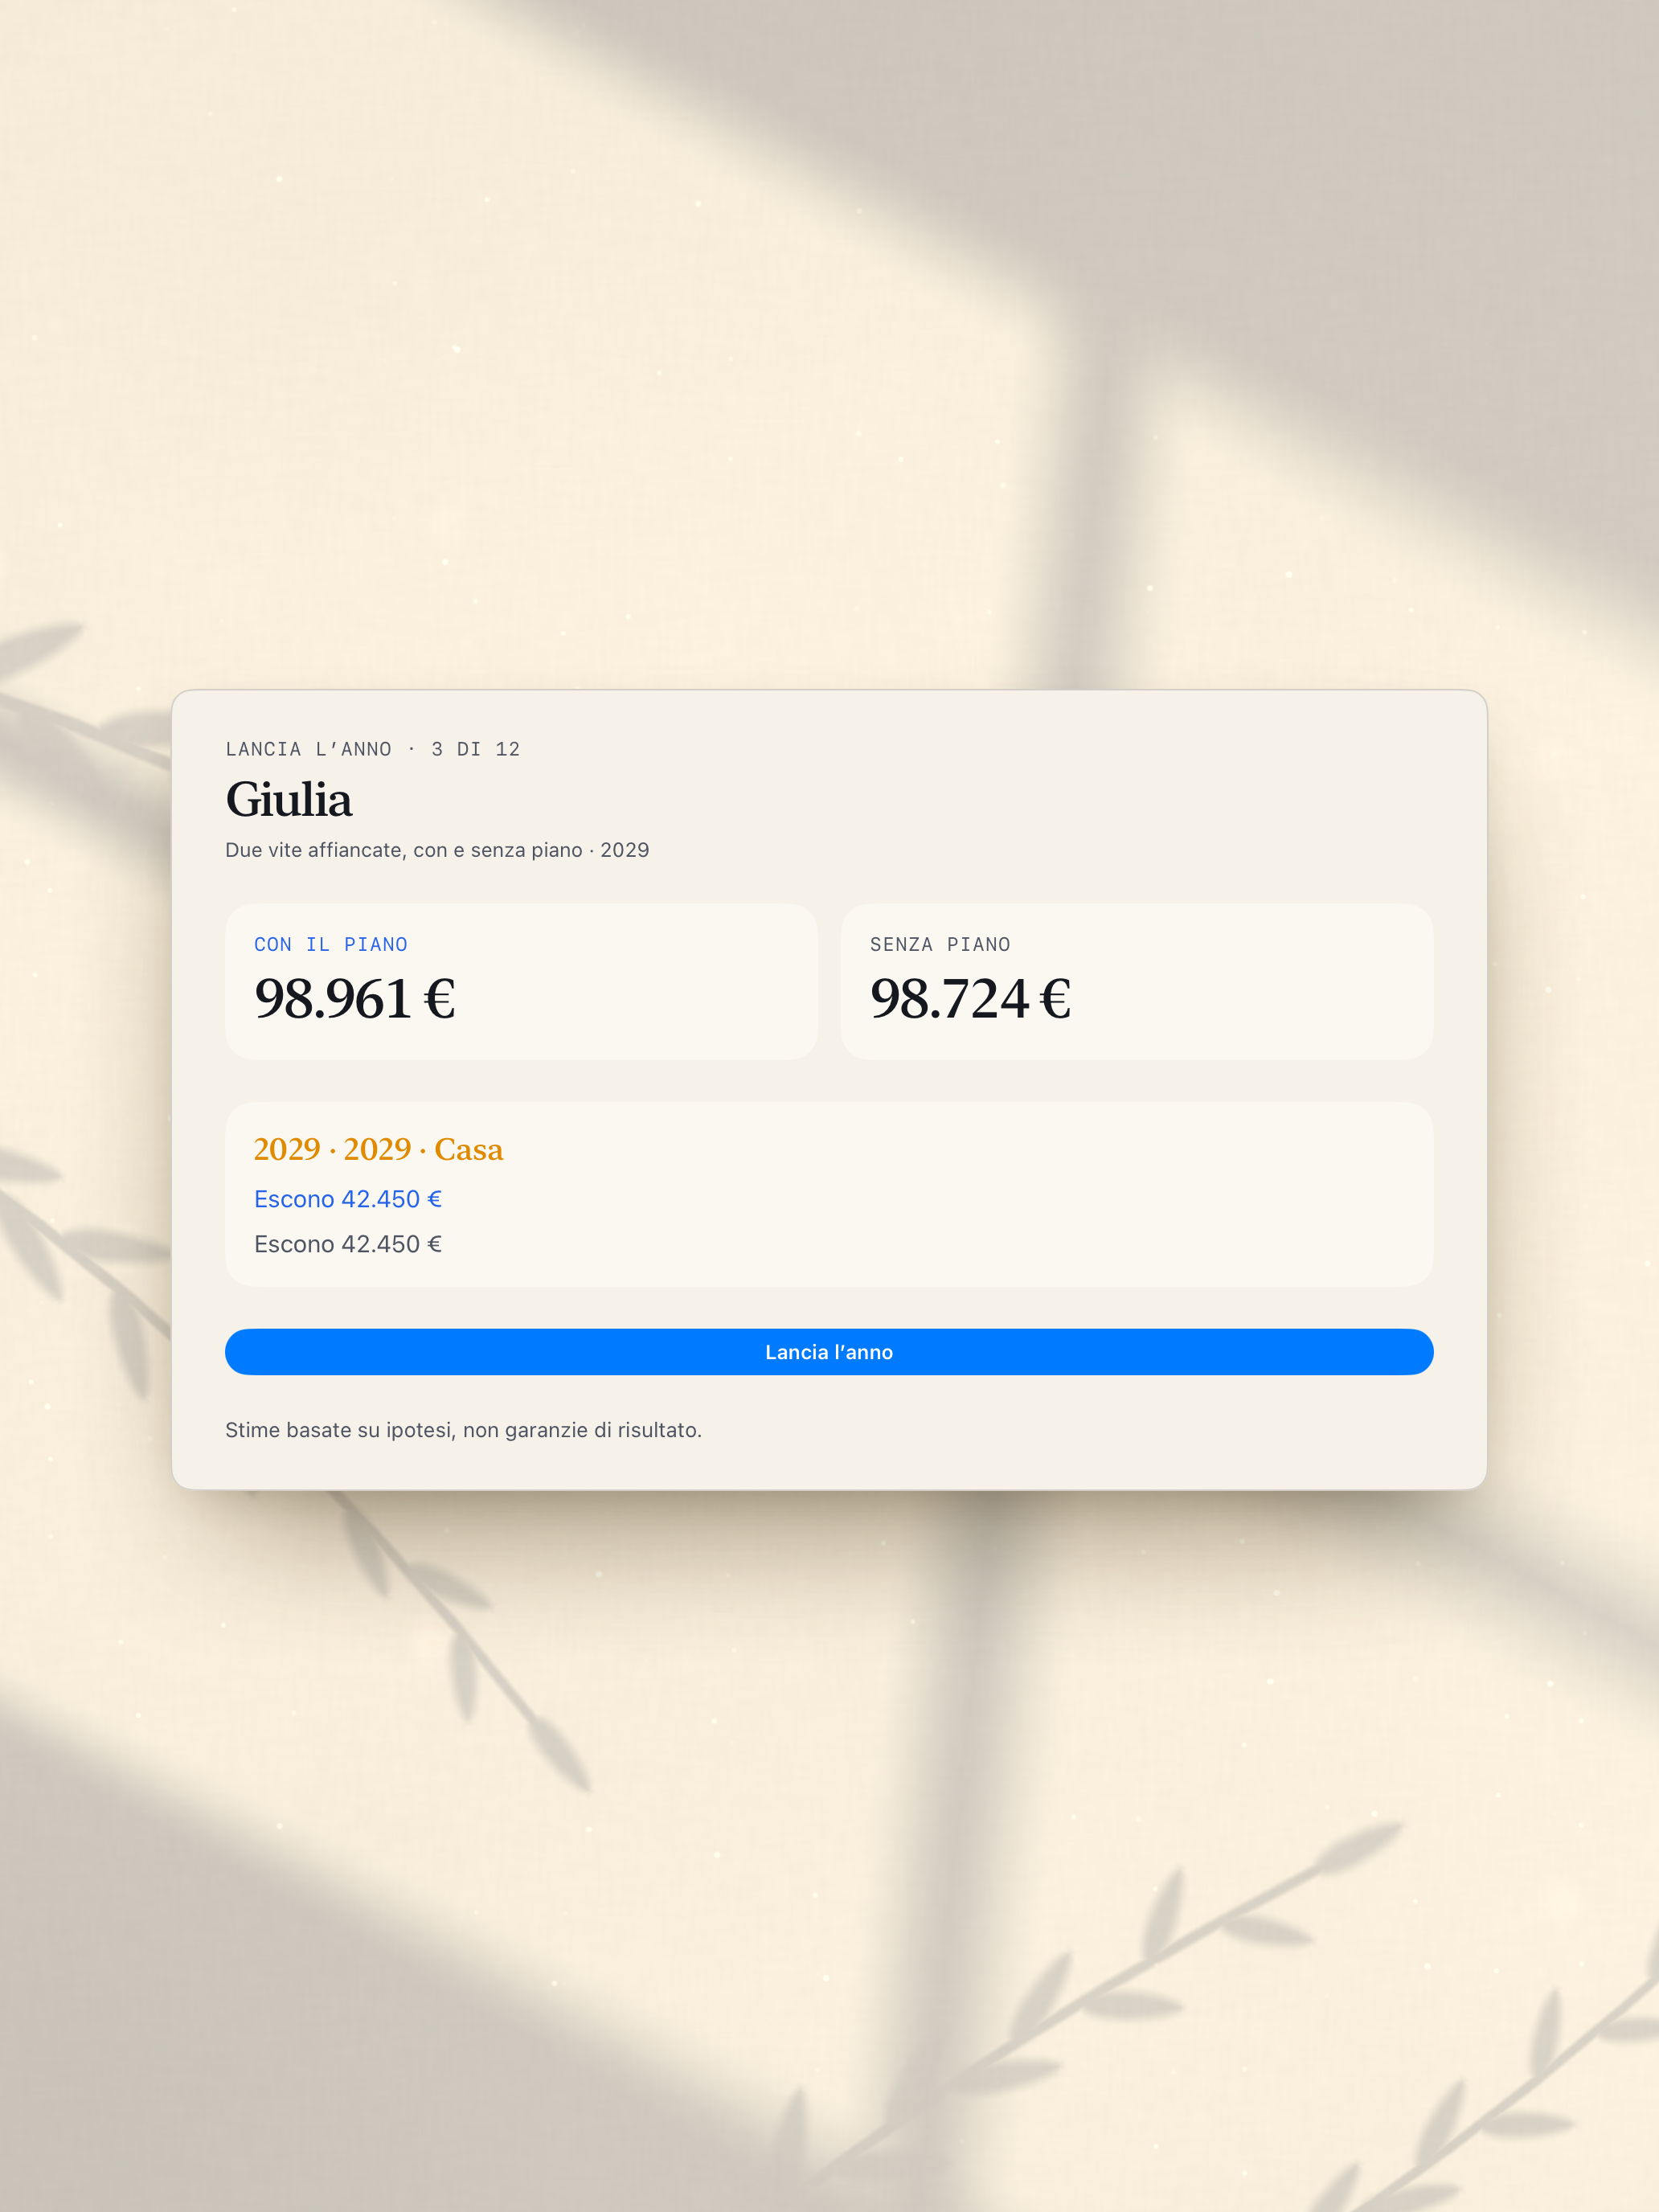 LANCIA L’ANNO · 3 DI 12
Giulia
Due vite affiancate, con e senza piano · 2029
CON IL PIANO
98.961 €
SENZA PIANO
98.724 €
2029 · 2029 · Casa
Escono 42.450 €
Escono 42.450 €
Lancia l’anno
Stime basate su ipotesi, non garanzie di risultato.